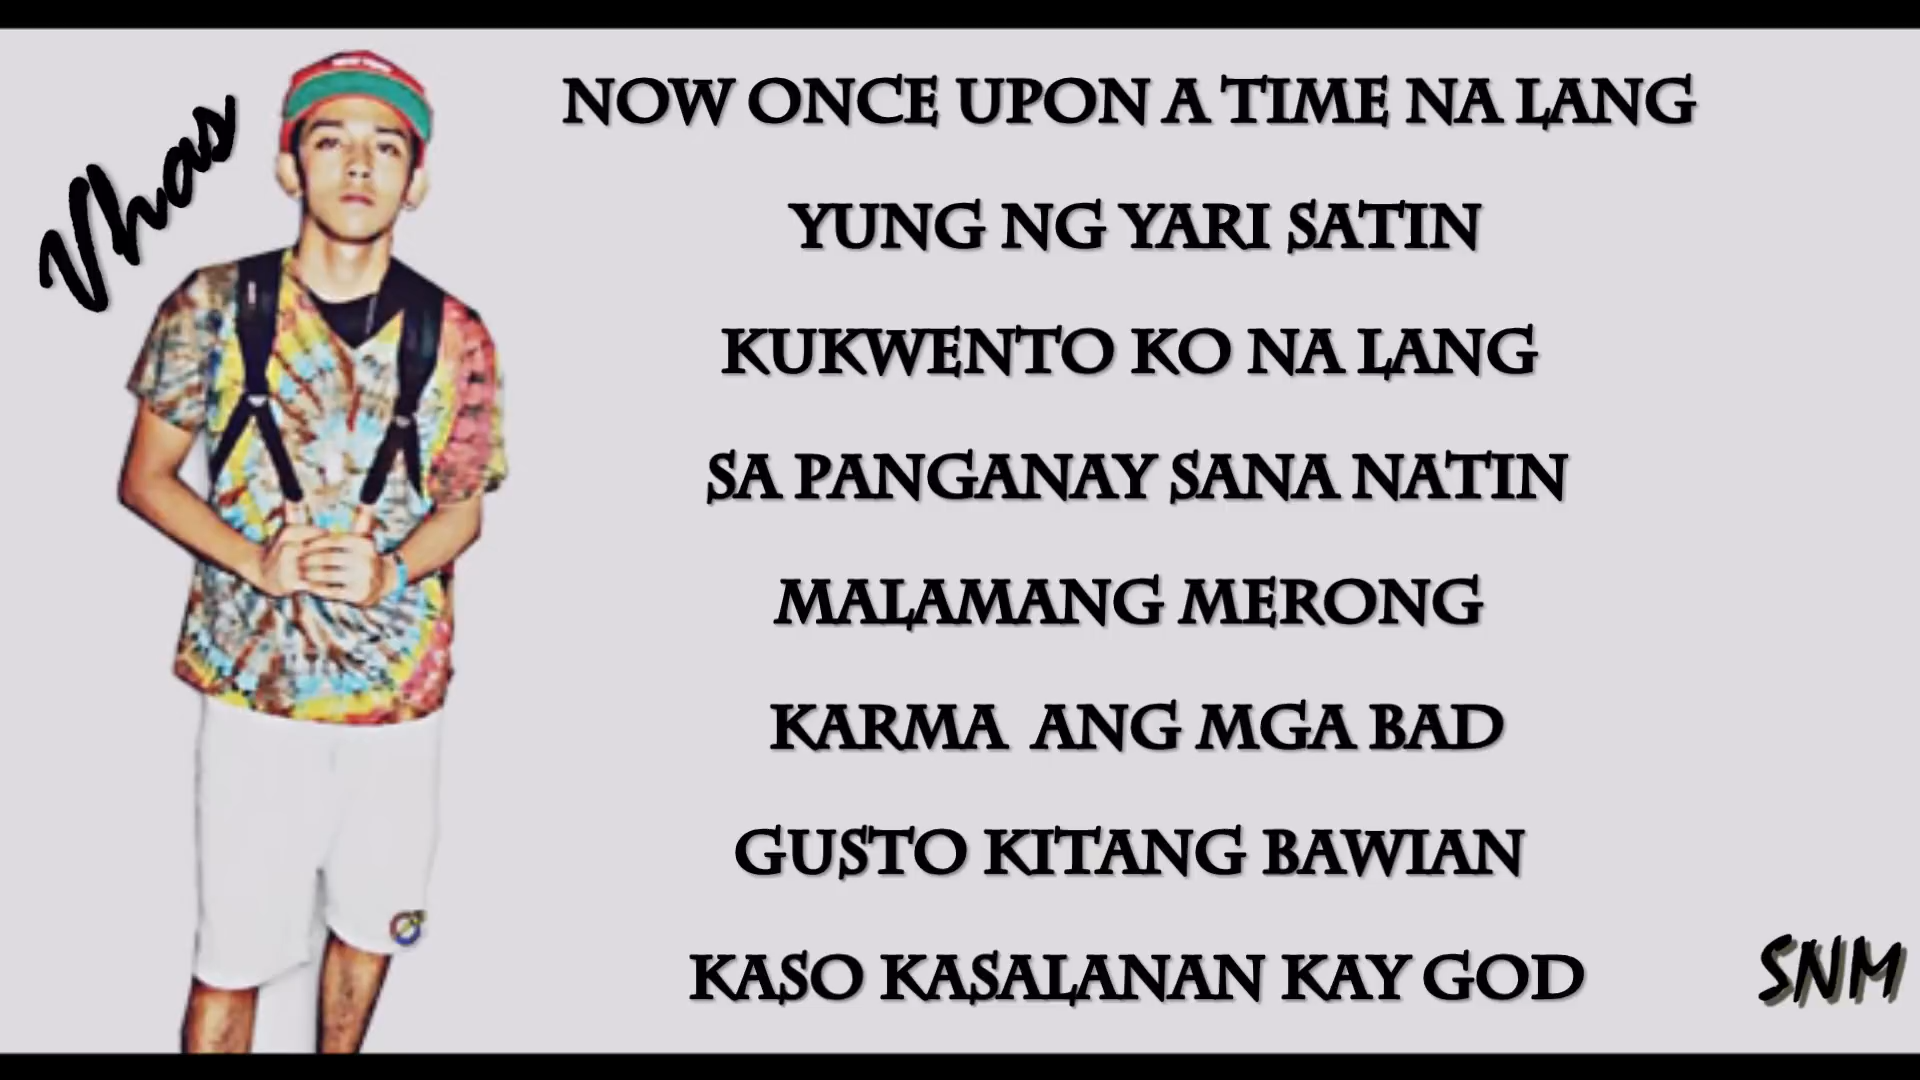 Vhas
NOW ONCE UPON A TIME NA LANG
YUNG NG YARI SATIN
KUKWENTO KO NA LANG
SA PANGANAY SANA NATIN
MALAMANG MERONG
KARMA ANG MGA BAD
GUSTO KITANG BAWIAN
KASO KASALANAN KAY GOD
SNM